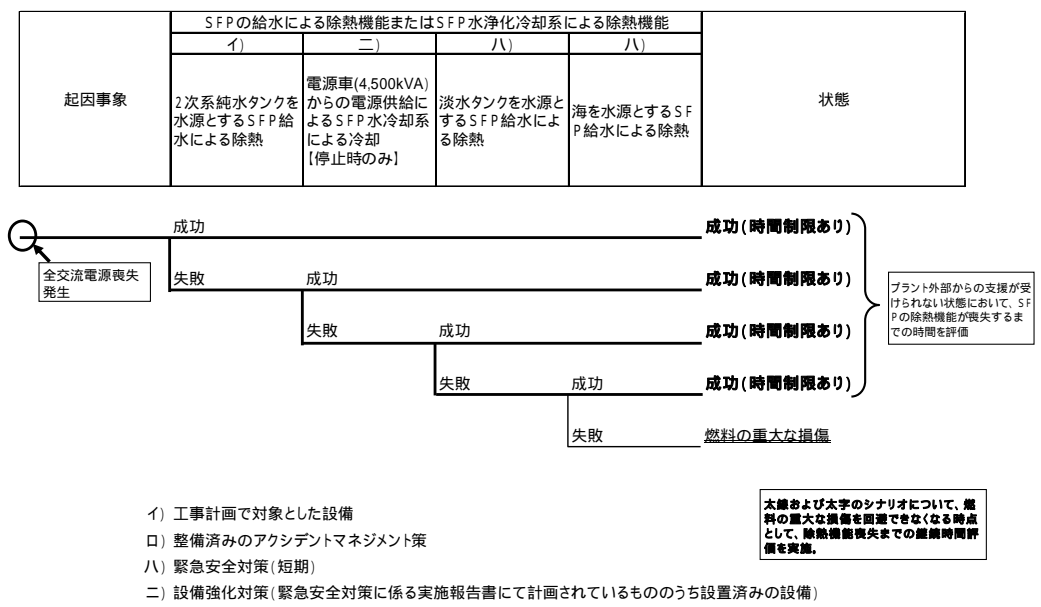 SFPの給水による除熱機能またはSFP水浄化冷却系による除熱機能
イ)
ニ)
ハ)
ハ)
起因事象
2次系純水タンクを
水源とするSFP給
水による除熱
電源車(4,500kVA)
からの電源供給に
よるSFP水冷却系
による冷却
【停止時のみ】
淡水タンクを水源と
するSFP給水によ
る除熱
海を水源とするSF
P給水による除熱
状態
成功
成功(時間制限あり)
全交流電源喪失
発生
失敗
成功
成功(時間制限あり)
失敗
成功
成功(時間制限あり)
失敗
成功
成功(時間制限あり)
失敗
燃料の重大な損傷
プラント外部からの支援が受
けられない状態において、SF
Pの除熱機能が喪失するま
での時間を評価
太線および太字のシナリオについて、燃
料の重大な損傷を回避できなくなる時点
として、除熱機能喪失までの継続時間評
価を実施。
イ) 工事計画で対象とした設備
ロ) 整備済みのアクシデントマネジメント策
ハ) 緊急安全対策(短期)
ニ) 設備強化対策(緊急安全対策に係る実施報告書にて計画されているもののうち設置済みの設備)